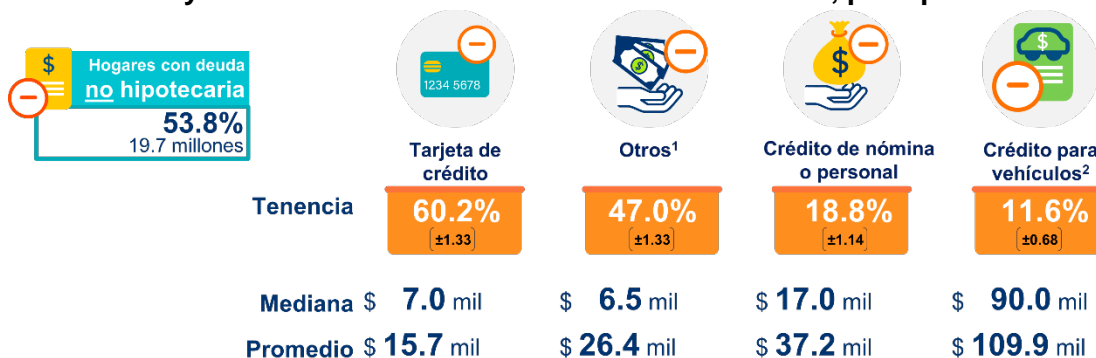 $ Hogares con deuda
no hipotecaria
53.8%
19.7 millones
1234 5678
$
$
$
Tarjeta de
crédito
Otros¹
Crédito de nómina
o personal
Crédito para
vehículos²
Tenencia 60.2% 47.0% 18.8% 11.6%
[±1.33] [±1.33] [±1.14] [±0.68]
Mediana $ 7.0 mil $ 6.5 mil $ 17.0 mil $ 90.0 mil
Promedio $ 15.7 mil $ 26.4 mil $ 37.2 mil $ 109.9 mil